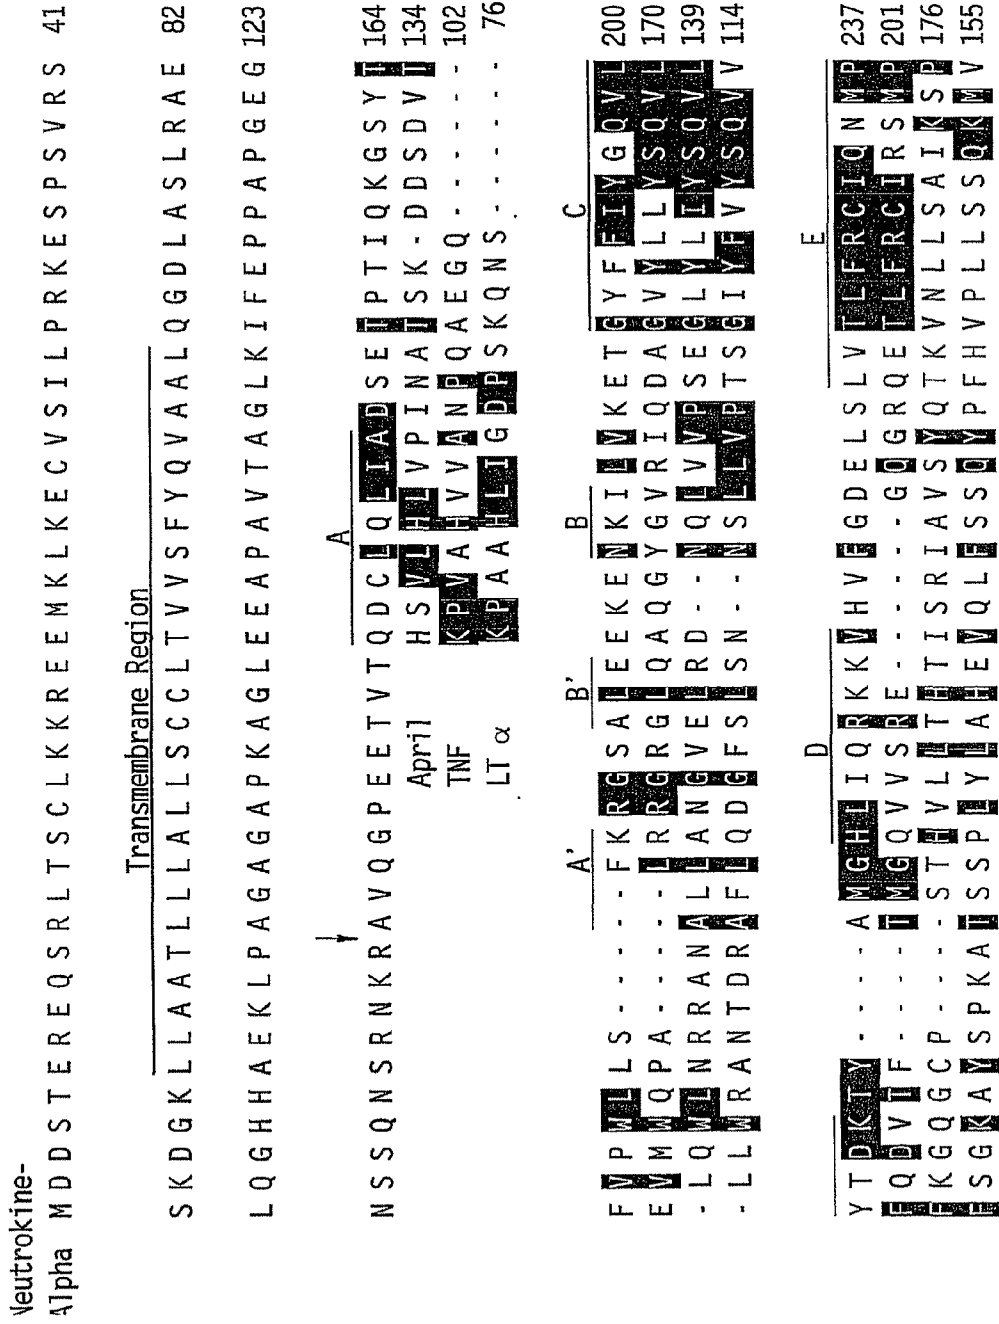 Neutrokine-
Alpha M D D S T E R E Q S R L T S C L K K R E E M K L K E C V S I L P R K E S P S V R S 41
Transmembrane Region
S K D G K L L A A T L L L A L L S C C L T V V S F Y Q V A A L Q G D L A S L R A E 82
L Q G H H A E K L P A G A G A P K A G L E E A P A V T A G L K I F E P P A P G E G 123
A
N S S Q N S R N K R A V Q G P E E T V T Q D C L Q L I A D S E T P T I Q K G S Y T 164
April H S V L H L V P I N A T S K - D D S D V T 134
TNF K P V A H V V A N P Q A E G Q - - - - - - 102
LT α K P A A H L I G D P S K Q N S - - - - - - 76
A' B' B C
F V P W L L S - - - - - F K R G S A L E E K E N K I L V K E T G Y F F I Y G Q V L 200
E V M W Q P A - - - - - L R R G R G L Q A Q G Y G V R I Q D A G V Y L L Y S Q V L 170
- L Q W L N R R A N A L L A N G V E L R D - - N Q L V V P S E G L Y L I Y S Q V L 139
- L L W R A N T D R A F L Q D G F S L S N - - N S L L V P T S G I Y F V Y S Q V V 114
D E
Y T D K T Y - - - - A M G H L I Q R K K V H V F G D E L S L V T L F R C I Q N M P 237
F Q D V T F - - - - T M G Q V V S R E - - - - - - G Q G R Q E T L F R C I R S M P 201
F K G Q G C P - - - - S T H V L L T H T I S R I A V S Y Q T K V N L L S A I K S P 176
F S G K A Y S P K A T S S P L Y L A H E V Q L F S S Q Y P F H V P L L S S Q K M V 155